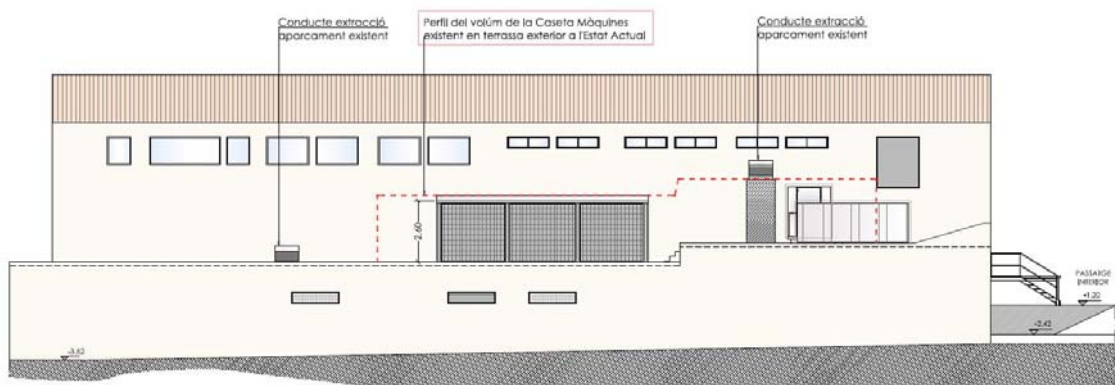 Conducte extracció
aparcament existent
Perfil del volúm de la Caseta Màquines
existent en terrassa exterior a l'Estat Actual
Conducte extracció
aparcament existent
2.60
PASSATGE
INTERIOR
+1.20
-2.42
-3.62